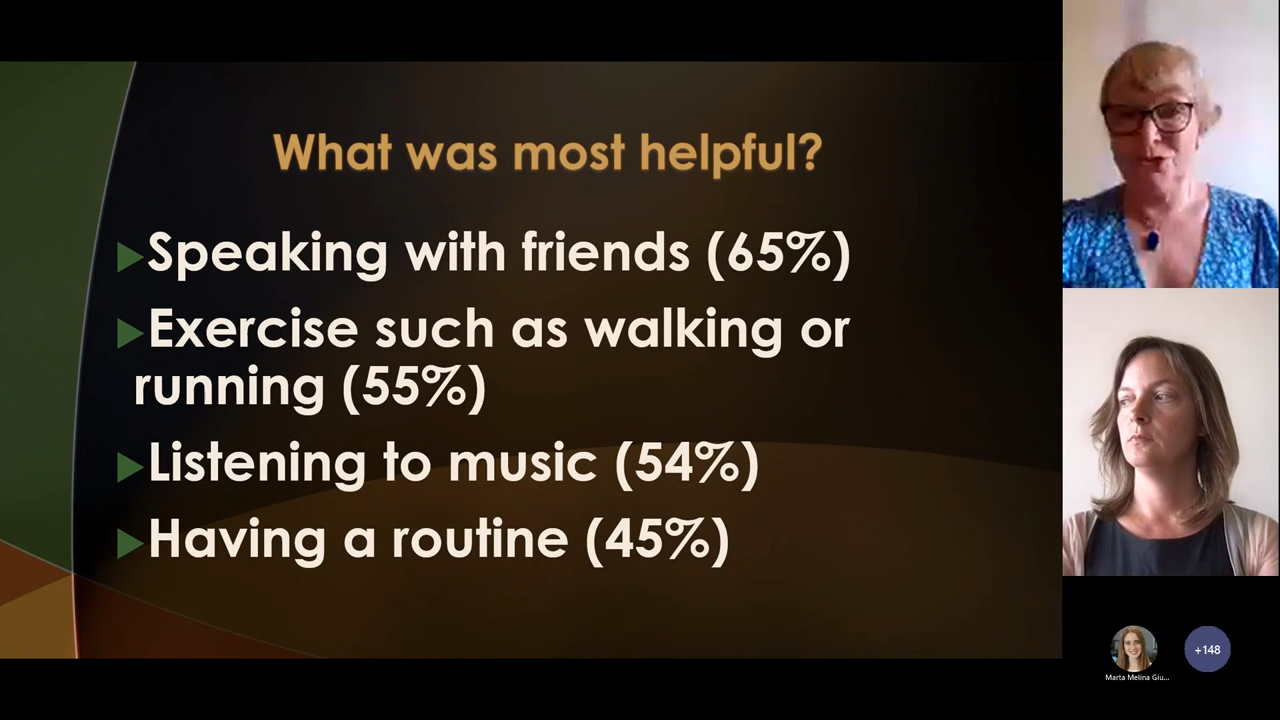 What was most helpful?
Speaking with friends (65%)
Exercise such as walking or
running (55%)
Listening to music (54%)
Having a routine (45%)
+148
Marta Melina Giu...